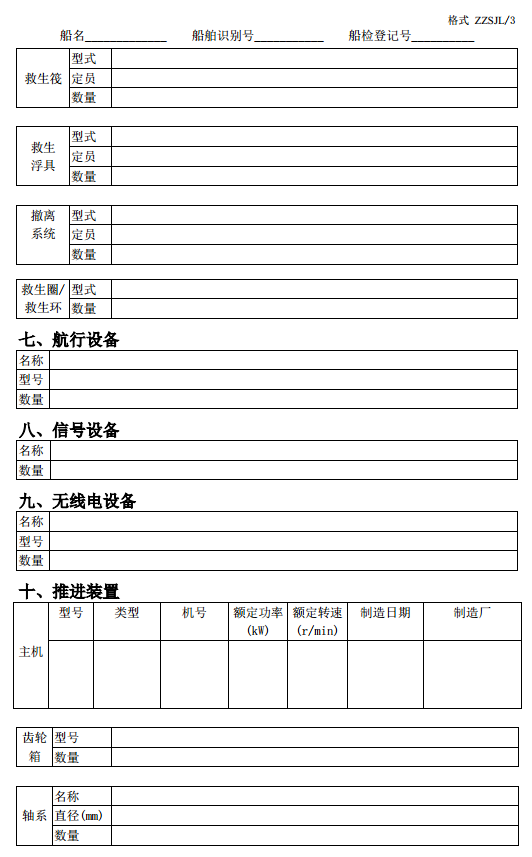 格式 ZZSJL/3
船名_____________ 船舶识别号___________ 船检登记号__________
救生筏
型式
定员
数量
救生
浮具
型式
定员
数量
撤离
系统
型式
定员
数量
救生圈/
救生环
型式
数量
七、航行设备
名称
型号
数量
八、信号设备
名称
数量
九、无线电设备
名称
型号
数量
十、推进装置
主机
型号 类型 机号 额定功率 额定转速 制造日期 制造厂
(kW) (r/min)
齿轮
箱
型号
数量
轴系
名称
直径(mm)
数量